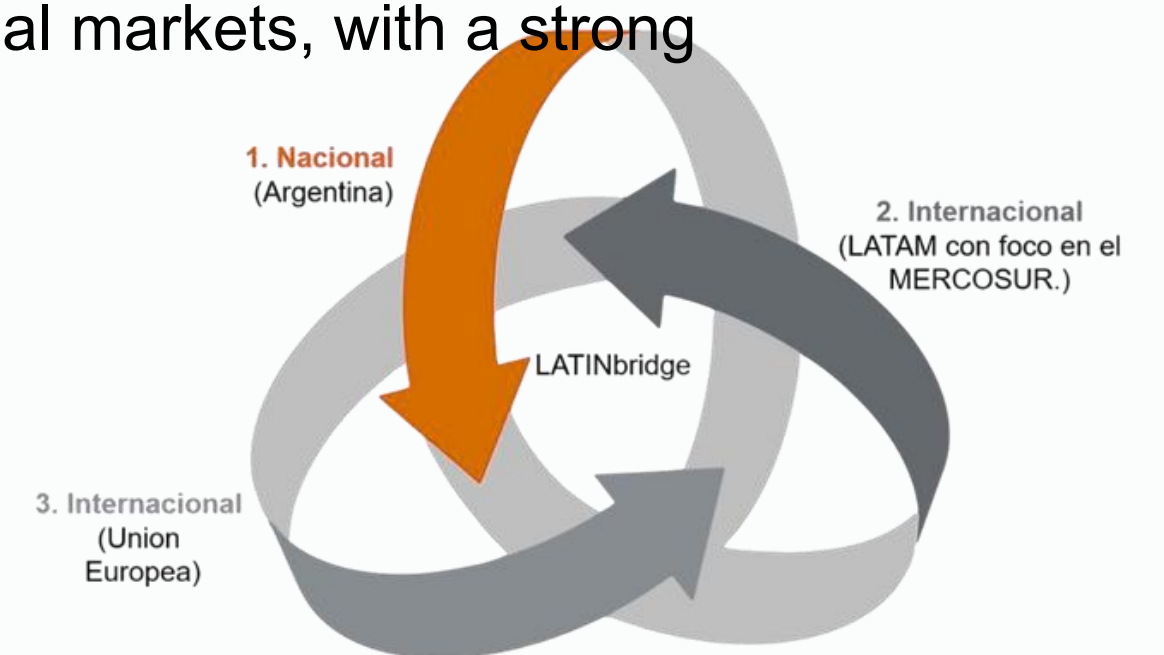 al markets, with a strong
1. Nacional
(Argentina)
2. Internacional
(LATAM con foco en el
MERCOSUR.)
LATINbridge
3. Internacional
(Union
Europea)